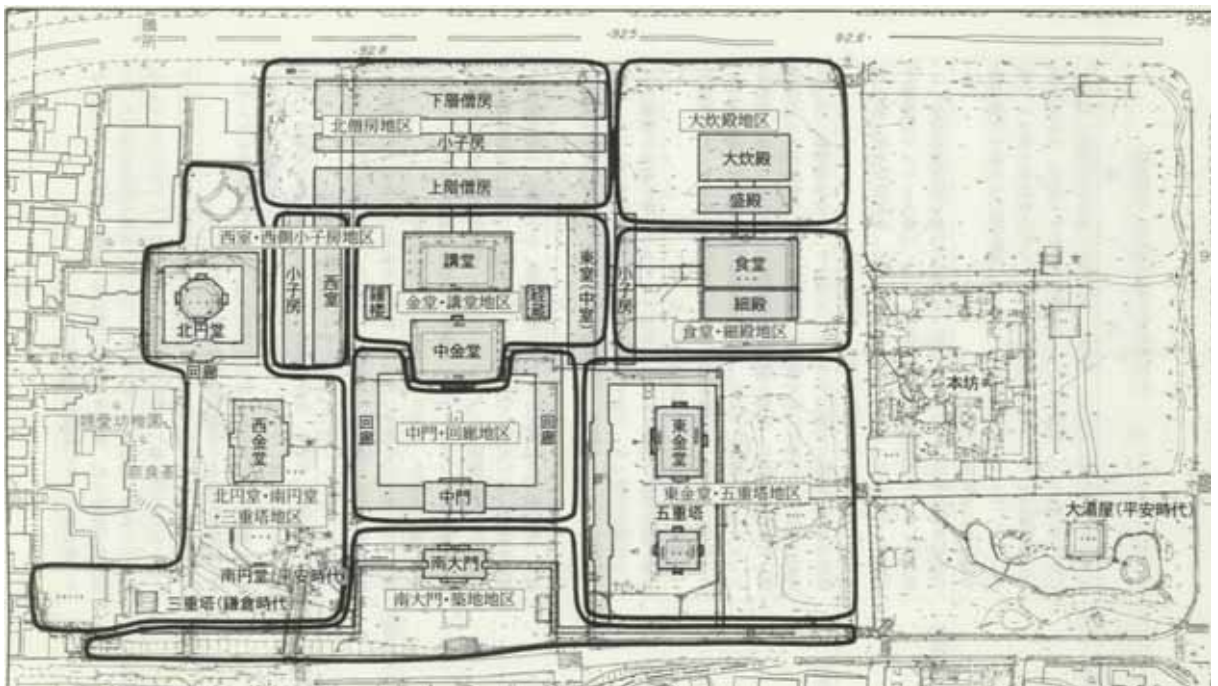 ・92.8
・92.5
92.6・
下層僧房
北僧房地区
小子房
上階僧房
大炊殿地区
大炊殿
盛殿
西室・西側小子房地区
小子房
西室
講堂
金堂・講堂地区
鐘楼
経蔵
東室(中室)
中金堂
小子房
食堂
細殿
食堂・細殿地区
北円堂
回廊
西金堂
北円堂・南円堂
・三重塔地区
南円堂(平安時代)
三重塔(鎌倉時代
回廊
中門・回廊地区
回廊
中門
南大門
南大門・築地地区
東金堂
東金堂・五重塔地区
五重塔
本坊
大湯屋(平安時代)